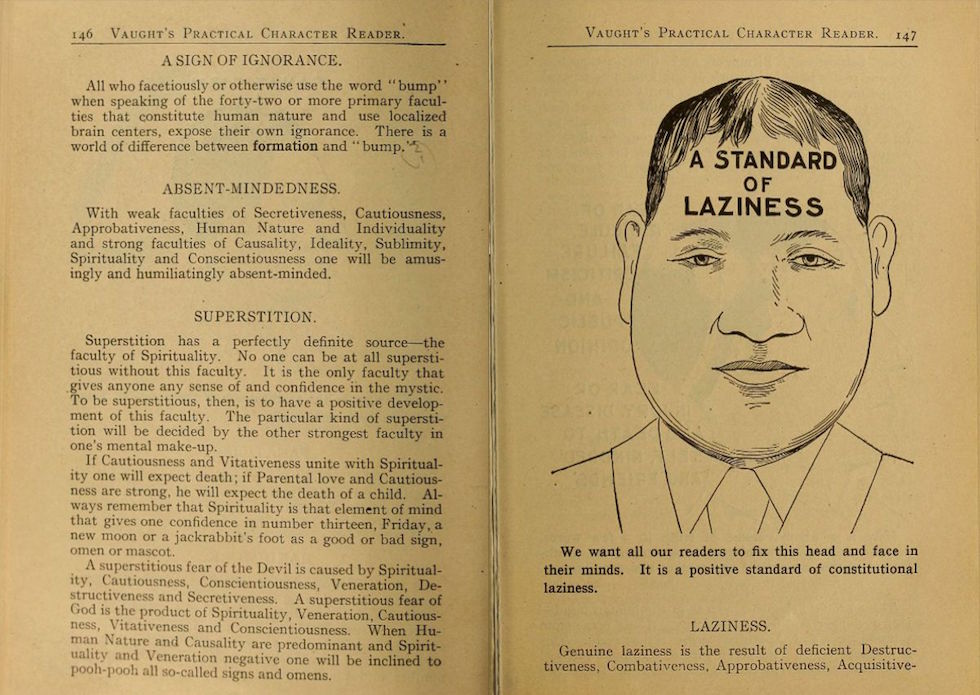 146 VAUGHT'S PRACTICAL CHARACTER READER.
A SIGN OF IGNORANCE.
All who facetiously or otherwise use the word "bump"
when speaking of the forty-two or more primary facul-
ties that constitute human nature and use localized
brain centers, expose their own ignorance. There is a
world of difference between formation and "bump."
ABSENT-MINDEDNESS.
With weak faculties of Secretiveness, Cautiousness,
Approbativeness, Human Nature and Individuality
and strong faculties of Causality, Ideality, Sublimity,
Spirituality and Conscientiousness one will be amus-
ingly and humiliatingly absent-minded.
SUPERSTITION.
Superstition has a perfectly definite source—the
faculty of Spirituality. No one can be at all supersti-
tious without this faculty. It is the only faculty that
gives anyone any sense of and confidence in the mystic.
To be superstitious, then, is to have a positive develop-
ment of this faculty. The particular kind of supersti-
tion will be decided by the other strongest faculty in
one's mental make-up.
If Cautiousness and Vitativeness unite with Spiritual-
ity one will expect death; if Parental love and Cautious-
ness are strong, he will expect the death of a child. Al-
ways remember that Spirituality is that element of mind
that gives one confidence in number thirteen, Friday, a
new moon or a jackrabbit's foot as a good or bad sign,
omen or mascot.
A superstitious fear of the Devil is caused by Spiritual-
ity, Cautiousness, Conscientiousness, Veneration, De-
structiveness and Secretiveness. A superstitious fear of
God is the product of Spirituality, Veneration, Cautious-
ness, Vitativeness and Conscientiousness. When Hu-
man Nature and Causality are predominant and Spirit-
uality and Veneration negative one will be inclined to
pooh-pooh all so-called signs and omens.
VAUGHT'S PRACTICAL CHARACTER READER. 147
A STANDARD
OF
LAZINESS
We want all our readers to fix this head and face in
their minds. It is a positive standard of constitutional
laziness.
LAZINESS.
Genuine laziness is the result of deficient Destruc-
tiveness, Combativeness, Approbativeness, Acquisitive-